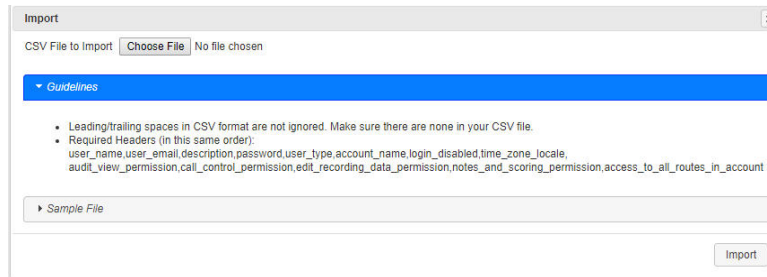 Import
CSV File to Import Choose File No file chosen
Guidelines
Leading/trailing spaces in CSV format are not ignored. Make sure there are none in your CSV file.
Required Headers (in this same order):
user_name,user_email,description,password,user_type,account_name,login_disabled,time_zone_locale,
audit_view_permission,call_control_permission,edit_recording_data_permission,notes_and_scoring_permission,access_to_all_routes_in_account
Sample File
Import